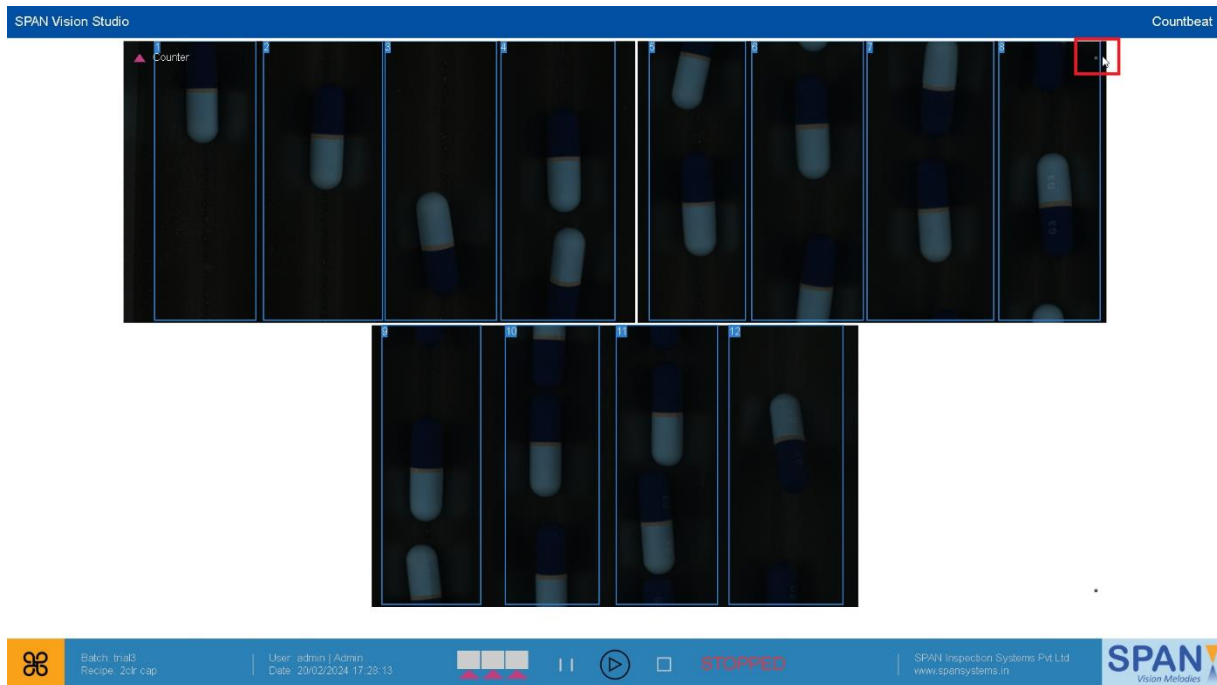 SPAN Vision Studio
Countbeat
Counter
1
2
3
4
5
6
7
8
9
10
11
12
Batch: trial3
Recipe: 2clr cap
User: admin | Admin
Date: 20/02/2024 17:28:13
STOPPED
SPAN Inspection Systems Pvt Ltd
www.spansystems.in
SPAN
Vision Melodies